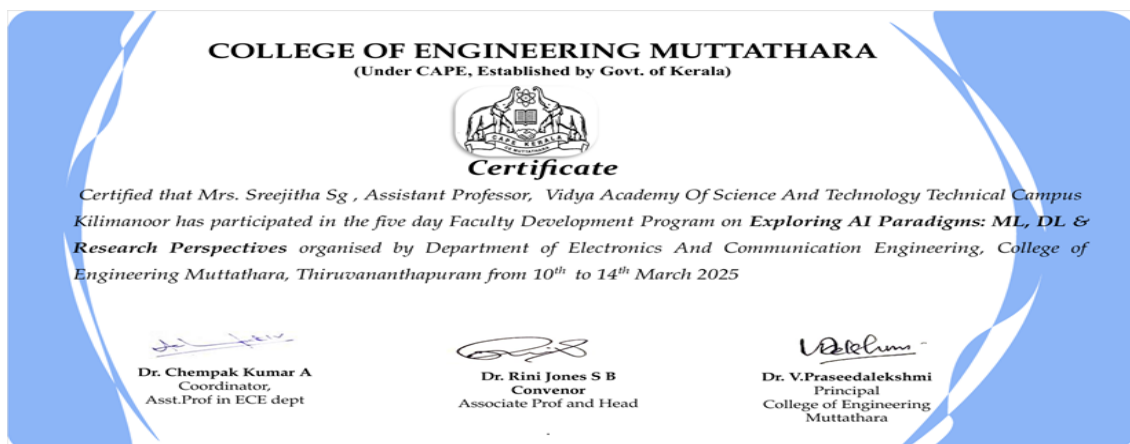 COLLEGE OF ENGINEERING MUTTATHARA
(Under CAPE, Established by Govt. of Kerala)
CAPE KERALA
CE MUTTATHARA
Certificate
Certified that Mrs. Sreejitha Sg , Assistant Professor, Vidya Academy Of Science And Technology Technical Campus
Kilimanoor has participated in the five day Faculty Development Program on Exploring AI Paradigms: ML, DL &
Research Perspectives organised by Department of Electronics And Communication Engineering, College of
Engineering Muttathara, Thiruvananthapuram from 10th to 14th March 2025
Dr. Chempak Kumar A
Coordinator,
Asst.Prof in ECE dept
Dr. Rini Jones S B
Convenor
Associate Prof and Head
Dr. V.Praseedalekshmi
Principal
College of Engineering
Muttathara